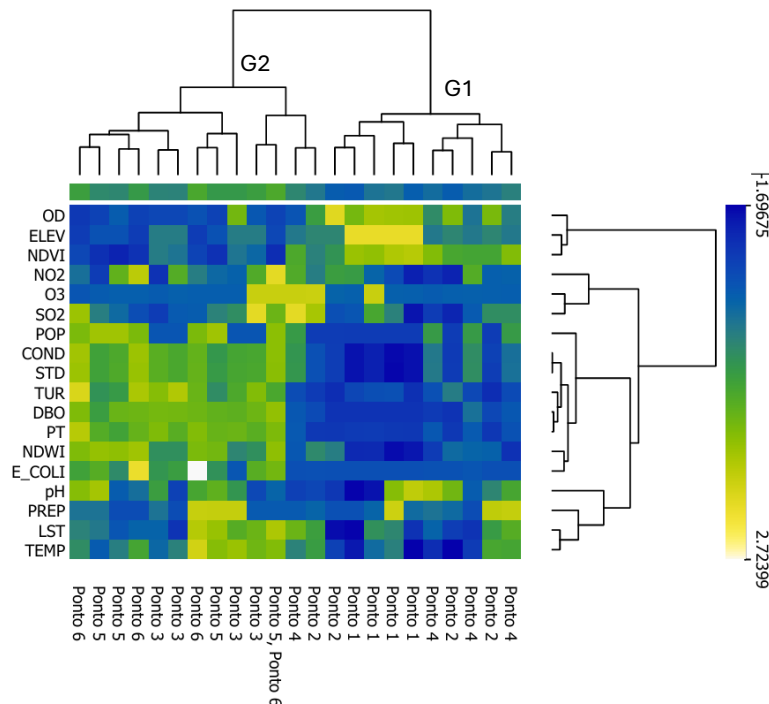 G2
G1
-1.69675
OD
ELEV
NDVI
NO2
O3
SO2
POP
COND
STD
TUR
DBO
PT
NDWI
E_COLI
pH
PREP
LST
TEMP
2.72399
Ponto 6
Ponto 5
Ponto 5
Ponto 6
Ponto 3
Ponto 3
Ponto 6
Ponto 5
Ponto 3
Ponto 3
Ponto 5, Ponto 6
Ponto 4
Ponto 2
Ponto 2
Ponto 1
Ponto 1
Ponto 1
Ponto 1
Ponto 4
Ponto 2
Ponto 4
Ponto 2
Ponto 4